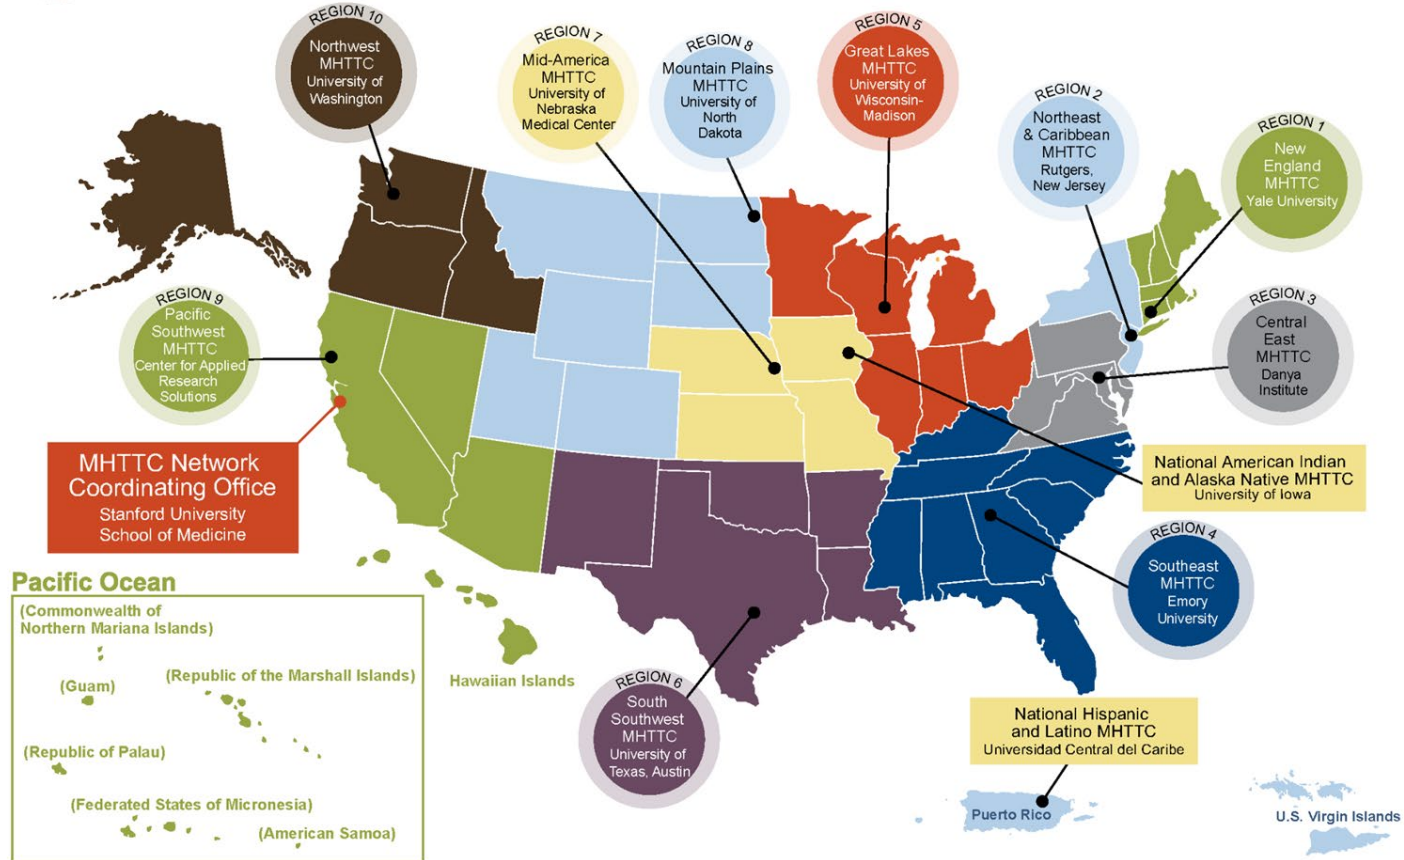 REGION 10
Northwest
MHTTC
University of
Washington
REGION 7
Mid-America
MHTTC
University of
Nebraska
Medical Center
REGION 8
Mountain Plains
MHTTC
University of
North
Dakota
REGION 5
Great Lakes
MHTTC
University of
Wisconsin-
Madison
REGION 2
Northeast
& Caribbean
MHTTC
Rutgers,
New Jersey
REGION 1
New
England
MHTTC
Yale University
REGION 9
Pacific
Southwest
MHTTC
Center for Applied
Research
Solutions
REGION 3
Central
East
MHTTC
Danya
Institute
MHTTC Network
Coordinating Office
Stanford University
School of Medicine
National American Indian
and Alaska Native MHTTC
University of Iowa
REGION 4
Southeast
MHTTC
Emory
University
Pacific Ocean
(Commonwealth of
Northern Mariana Islands)
(Guam)
(Republic of the Marshall Islands)
(Republic of Palau)
(Federated States of Micronesia)
(American Samoa)
Hawaiian Islands
REGION 6
South
Southwest
MHTTC
University of
Texas, Austin
National Hispanic
and Latino MHTTC
Universidad Central del Caribe
Puerto Rico
U.S. Virgin Islands